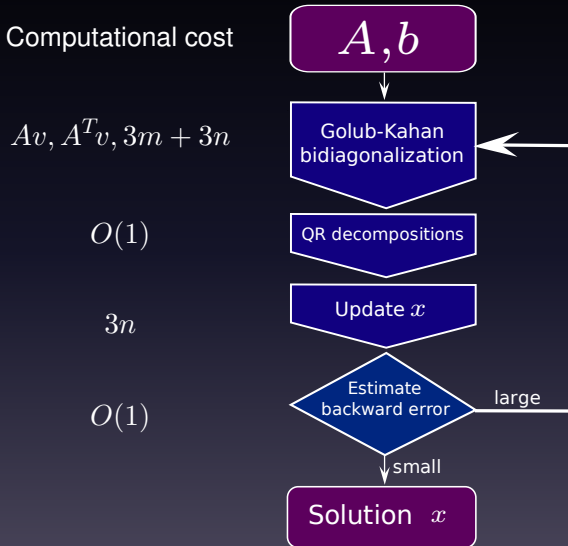 Computational cost
A, b
Av, A^T v, 3m + 3n
Golub-Kahan
bidiagonalization
O(1)
QR decompositions
3n
Update x
O(1)
Estimate
backward error
large
small
Solution x